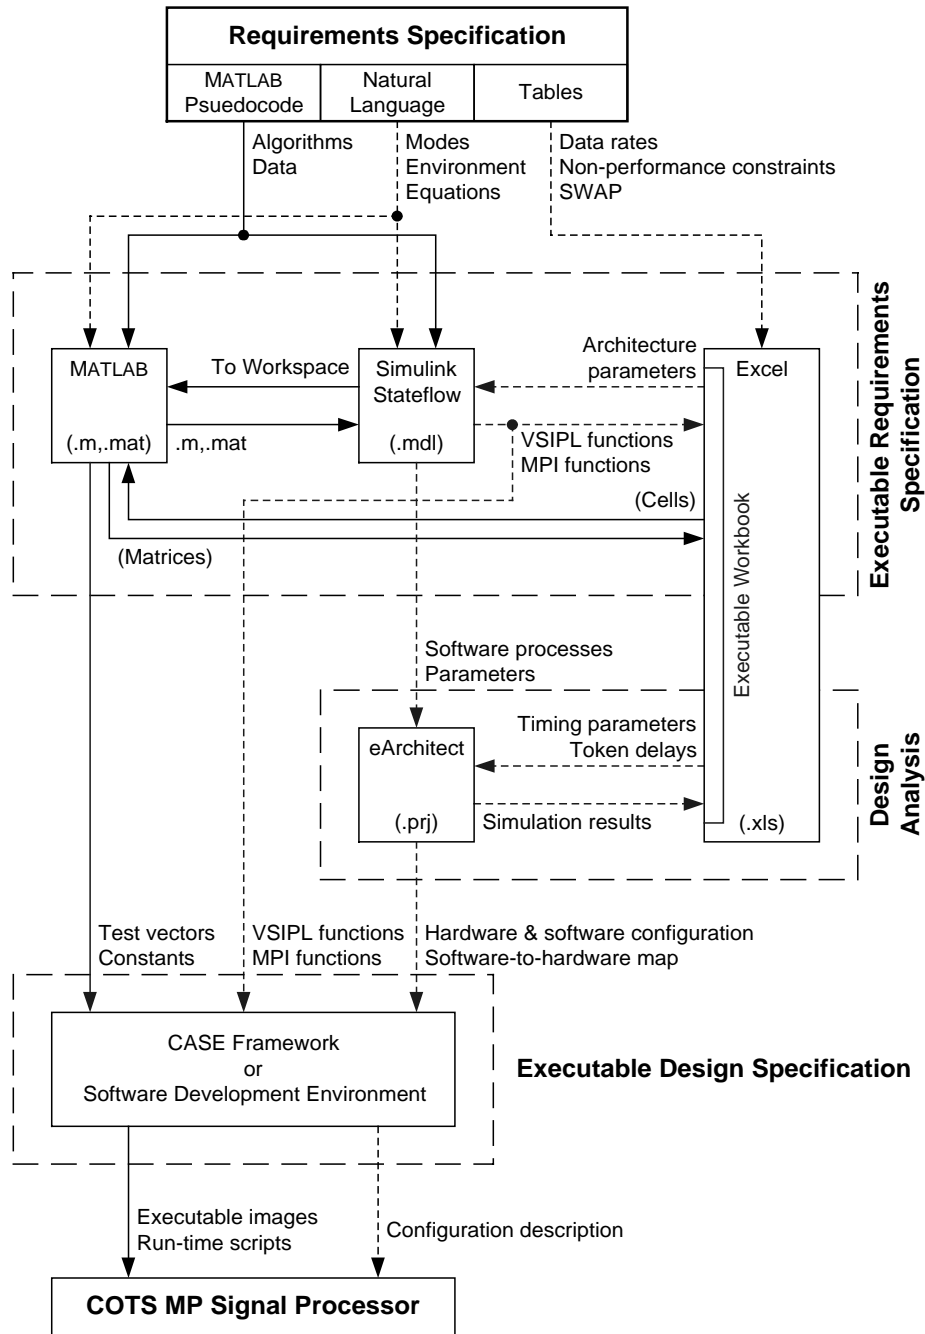 Requirements Specification
MATLAB
Psuedocode
Natural
Language
Tables
Algorithms
Data
Modes
Environment
Equations
Data rates
Non-performance constraints
SWAP
Executable Requirements
Specification
MATLAB
(.m,.mat)
To Workspace
.m,.mat
Simulink
Stateflow
(.mdl)
Architecture
parameters
Excel
VSIPL functions
MPI functions
(Cells)
(Matrices)
Executable Workbook
Software processes
Parameters
Design
Analysis
eArchitect
(.prj)
Timing parameters
Token delays
Simulation results
(.xls)
Test vectors
Constants
VSIPL functions
MPI functions
Hardware & software configuration
Software-to-hardware map
CASE Framework
or
Software Development Environment
Executable Design Specification
Executable images
Run-time scripts
Configuration description
COTS MP Signal Processor